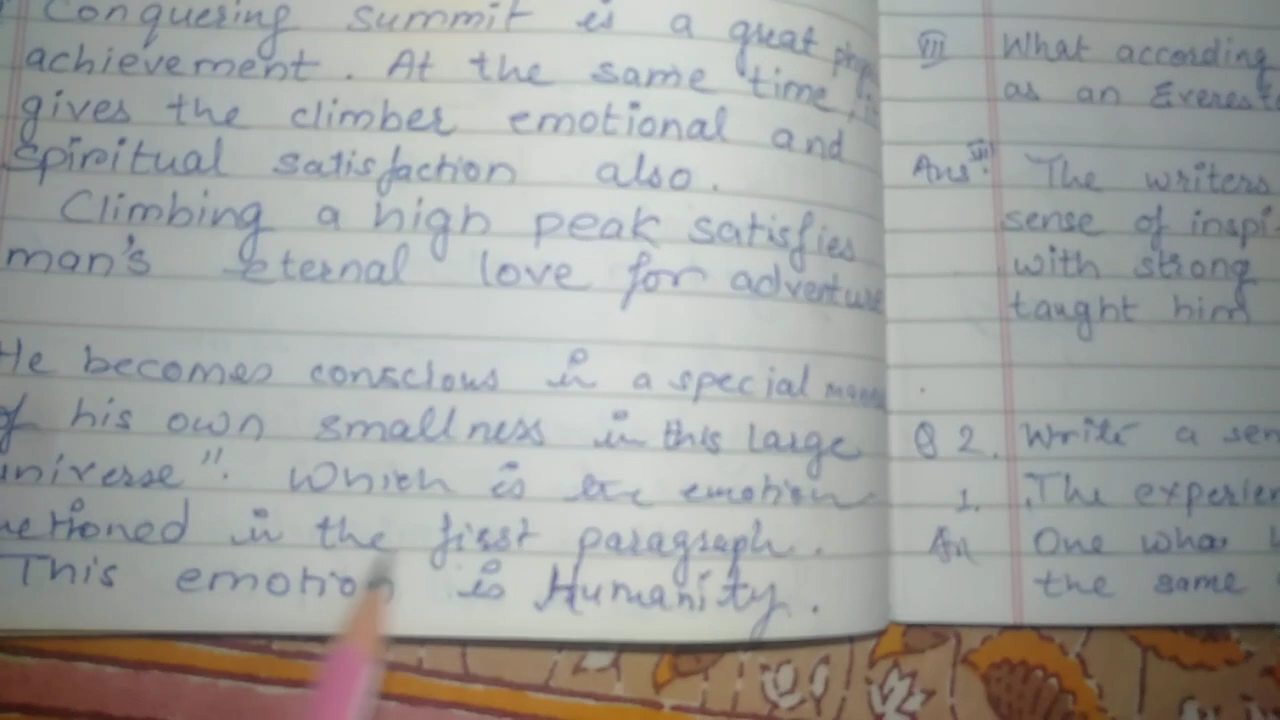 Conquering summit is a great
achievement. At the same time
gives the climber emotional and
spiritual satisfaction also.
Climbing a high peak satisfies
man's eternal love for adventure
He becomes conscious in a special
of his own smallness in this large
universe". Which is emotion
in the first paragraph.
This emotion is Humanity.
III What according
as an Everest
Ans III. The writers
sense of inspi
with strong
taught him
Q 2. Write a sen
1. The experien
An One who
the same